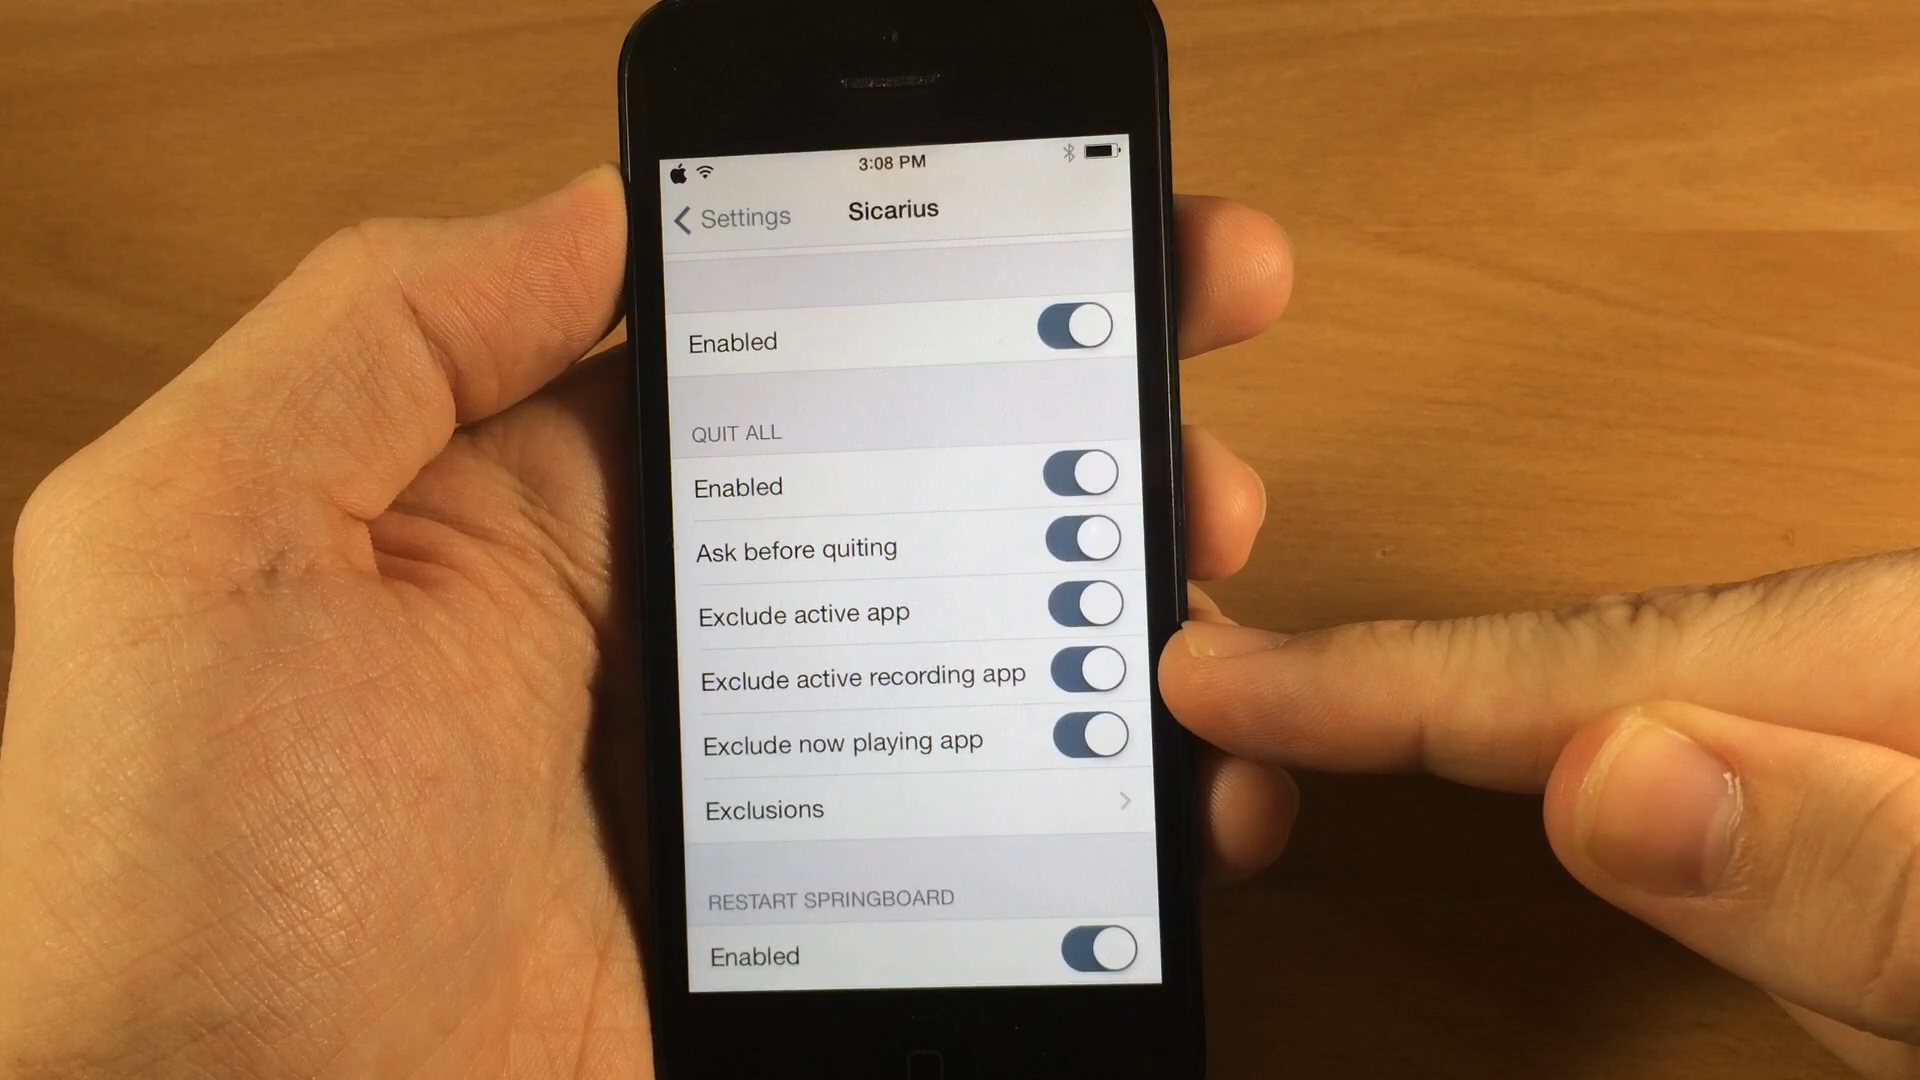 3:08 PM
Settings
Sicarius
Enabled
QUIT ALL
Enabled
Ask before quiting
Exclude active app
Exclude active recording app
Exclude now playing app
Exclusions
RESTART SPRINGBOARD
Enabled